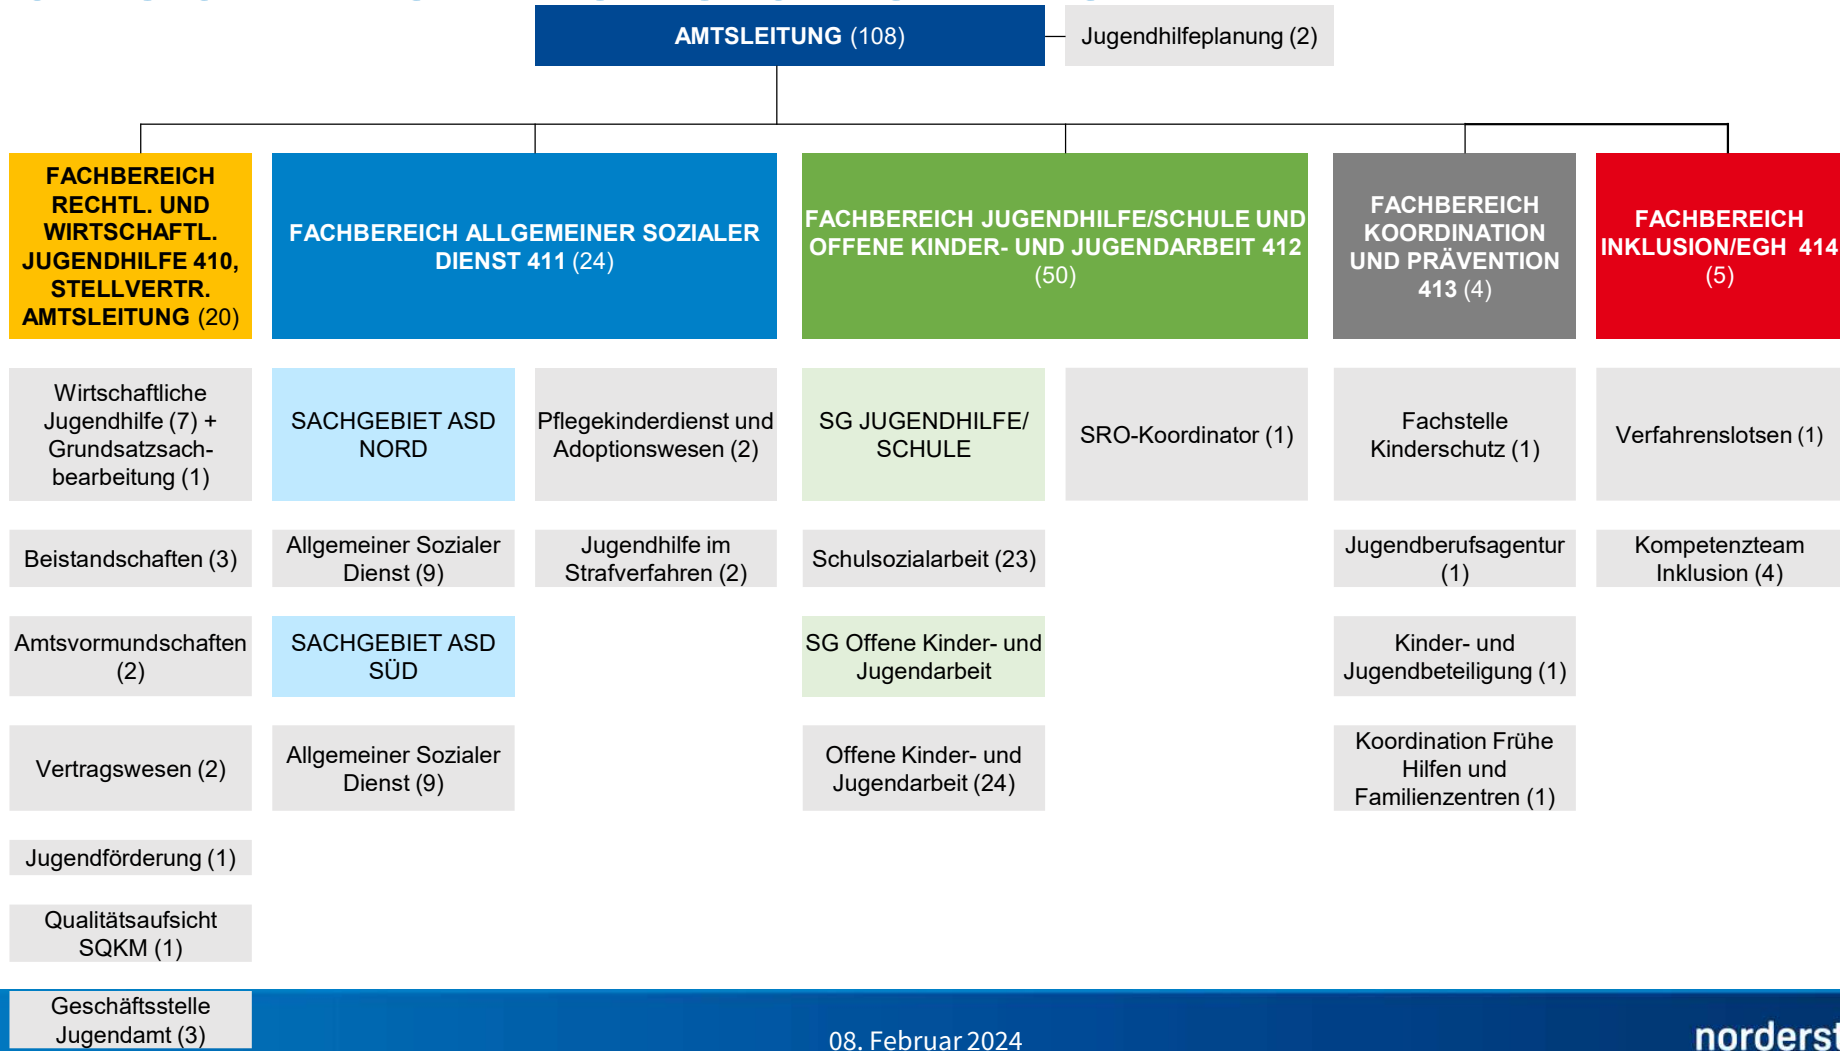 AMTSLEITUNG (108)
Jugendhilfeplanung (2)
FACHBEREICH
RECHTL. UND
WIRTSCHAFTL.
JUGENDHILFE 410,
STELLVERTR.
AMTSLEITUNG (20)
FACHBEREICH ALLGEMEINER SOZIALER
DIENST 411 (24)
FACHBEREICH JUGENDHILFE/SCHULE UND
OFFENE KINDER- UND JUGENDARBEIT 412
(50)
FACHBEREICH
KOORDINATION
UND PRÄVENTION
413 (4)
FACHBEREICH
INKLUSION/EGH 414
(5)
Wirtschaftliche
Jugendhilfe (7) +
Grundsatzsach-
bearbeitung (1)
SACHGEBIET ASD
NORD
Pflegekinderdienst und
Adoptionswesen (2)
SG JUGENDHILFE/
SCHULE
SRO-Koordinator (1)
Fachstelle
Kinderschutz (1)
Verfahrenslotsen (1)
Beistandschaften (3)
Allgemeiner Sozialer
Dienst (9)
Jugendhilfe im
Strafverfahren (2)
Schulsozialarbeit (23)
Jugendberufsagentur
(1)
Kompetenzteam
Inklusion (4)
Amtsvormundschaften
(2)
SACHGEBIET ASD
SÜD
SG Offene Kinder- und
Jugendarbeit
Kinder- und
Jugendbeteiligung (1)
Vertragswesen (2)
Allgemeiner Sozialer
Dienst (9)
Offene Kinder- und
Jugendarbeit (24)
Koordination Frühe
Hilfen und
Familienzentren (1)
Jugendförderung (1)
Qualitätsaufsicht
SQKM (1)
Geschäftsstelle
Jugendamt (3)
08. Februar 2024
norderst